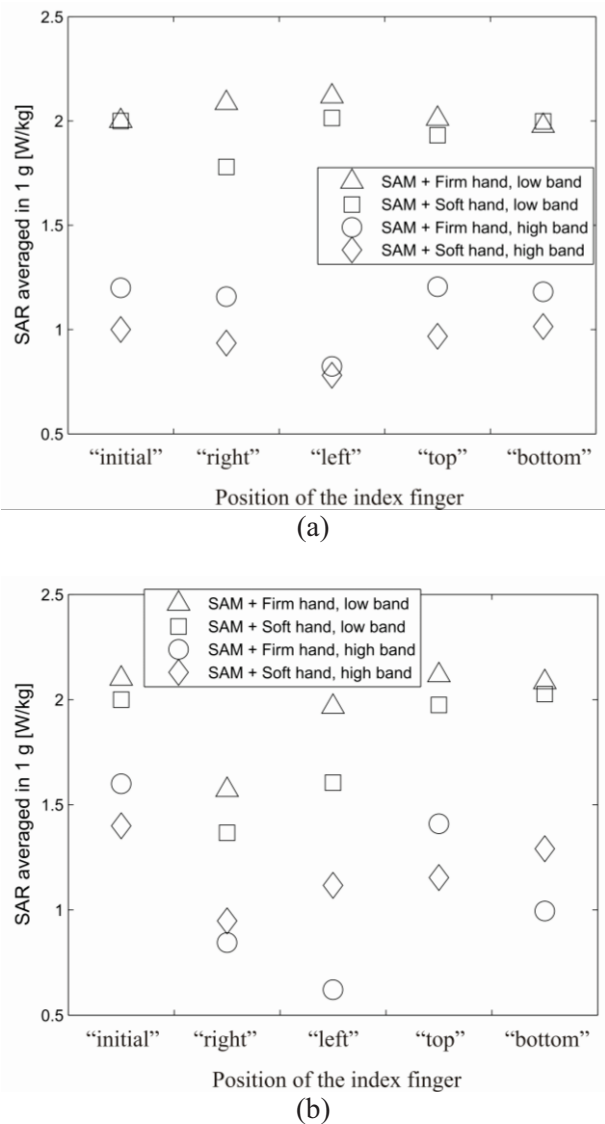 2.5
2
1.5
1
0.5
SAR averaged in 1 g [W/kg]
SAM + Firm hand, low band
SAM + Soft hand, low band
SAM + Firm hand, high band
SAM + Soft hand, high band
“initial” “right” “left” “top” “bottom”
Position of the index finger
(a)
2.5
2
1.5
1
0.5
SAR averaged in 1 g [W/kg]
SAM + Firm hand, low band
SAM + Soft hand, low band
SAM + Firm hand, high band
SAM + Soft hand, high band
“initial” “right” “left” “top” “bottom”
Position of the index finger
(b)